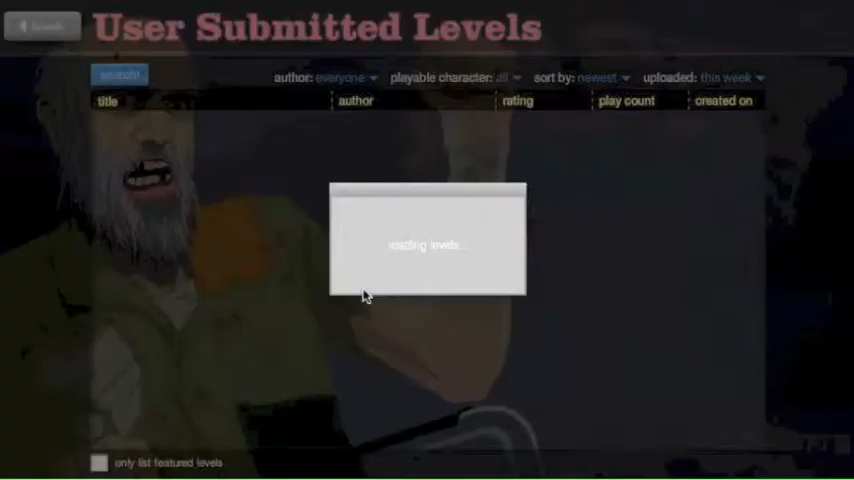 User Submitted Levels
search!
author: everyone playable character: all sort by: newest uploaded: this week
title author rating play count created on
loading levels...
only list featured levels